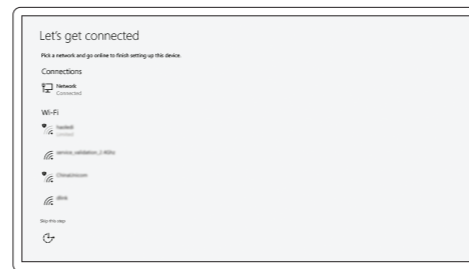 Let's get connected
Pick a network and go online to finish setting up this device.
Connections
Network
Connected
Wi-Fi
service_validation_2.4Ghz
ChinaUnicom
dlink
Skip this step